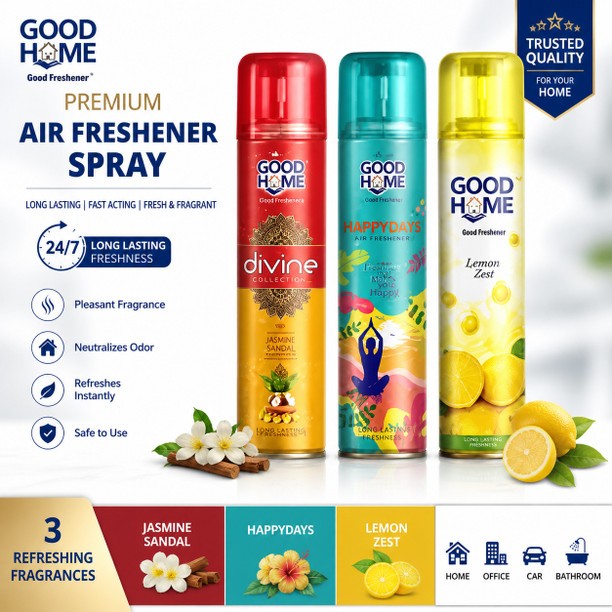 GOOD
HOME
Good Freshener
PREMIUM
AIR FRESHENER
SPRAY
LONG LASTING | FAST ACTING | FRESH & FRAGRANT
24/7
LONG LASTING
FRESHNESS
Pleasant Fragrance
Neutralizes Odor
Refreshes
Instantly
Safe to Use
TRUSTED
QUALITY
FOR YOUR
HOME
GOOD
HOME
Good Fresheners
divine
COLLECTION
JASMINE
SANDAL
LONG LASTING
GOOD
HOME
Good Freshener
HAPPYDAYS
AIR FRESHENER
you
Happy!
LONG LASTING
FRESHNESS
GOOD
HOME
Good Freshener
Lemon
Zest
LONG LASTING
FRESHNESS
3
REFRESHING
FRAGRANCES
JASMINE
SANDAL
HAPPYDAYS
LEMON
ZEST
HOME
OFFICE
CAR
BATHROOM